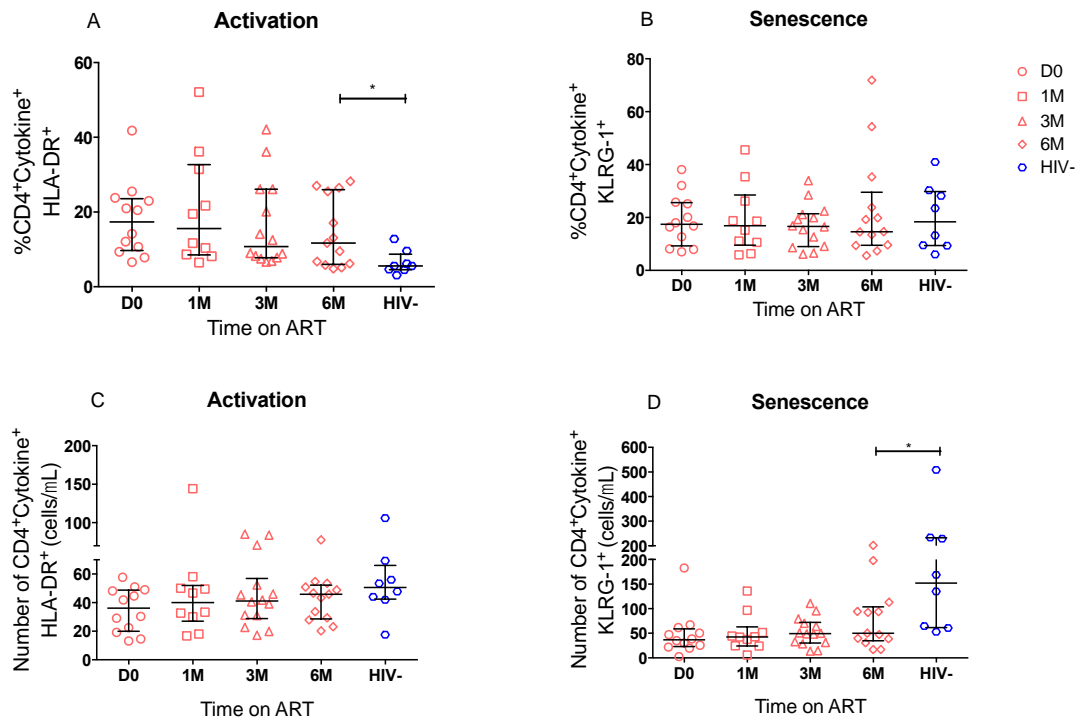 A
Activation
%CD4⁺Cytokine⁺
HLA-DR⁺
60
40
20
0
*
D0
1M
3M
6M
HIV-
Time on ART
B
Senescence
%CD4⁺Cytokine⁺
KLRG-1⁺
80
60
40
20
0
D0
1M
3M
6M
HIV-
Time on ART
D0
1M
3M
6M
HIV-
C
Activation
Number of CD4⁺Cytokine⁺
HLA-DR⁺ (cells/mL)
200
150
100
60
40
20
0
D0
1M
3M
6M
HIV-
Time on ART
D
Senescence
Number of CD4⁺Cytokine⁺
KLRG-1⁺ (cells/mL)
600
500
400
300
200
200
150
100
50
0
*
D0
1M
3M
6M
HIV-
Time on ART